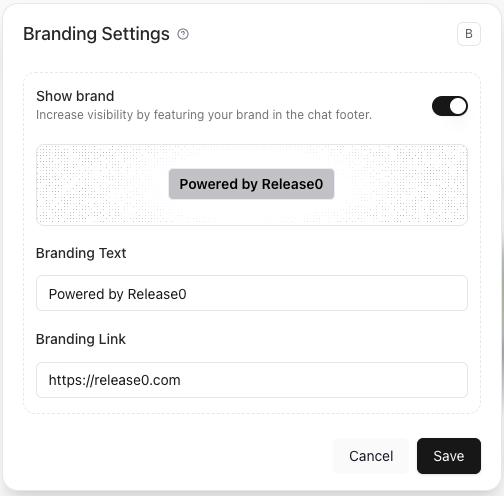 Branding Settings
B
Show brand
Increase visibility by featuring your brand in the chat footer.
Powered by Release0
Branding Text
Powered by Release0
Branding Link
https://release0.com
Cancel Save